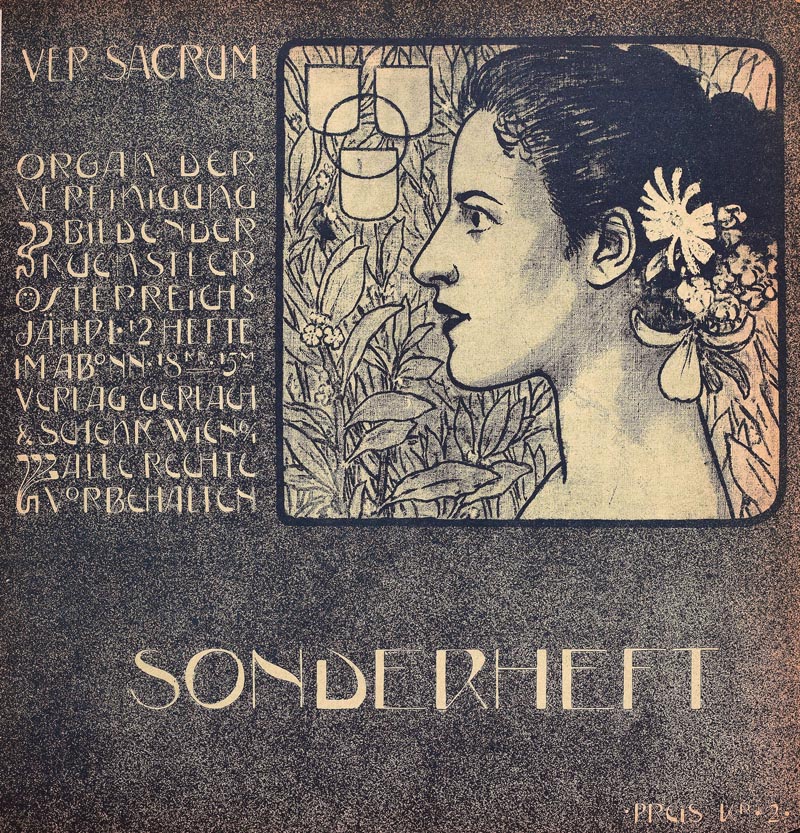 VER SACRUM
ORGAN DER
VEREINIGUNG
BILDENDER
KUENSTLER
ÖSTERREICHS
JÄHRL·12 HEFTE
IM ABONN·18 KR·15 M
VERLAG GERLACH
& SCHENK WIEN
ALLE RECHTE
VORBEHALTEN
SONDERHEFT
·PREIS KR·2·